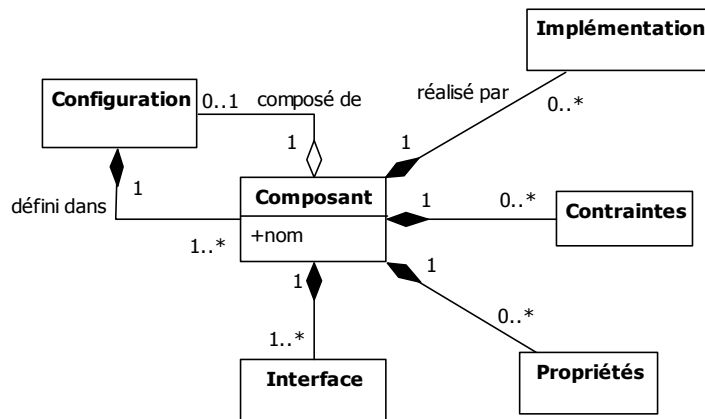 Implémentation
Configuration
0..1
composé de
réalisé par
0..*
1
1
1
Composant
défini dans
1
0..*
Contraintes
1..*
+nom
1
1
0..*
1..*
Interface
Propriétés